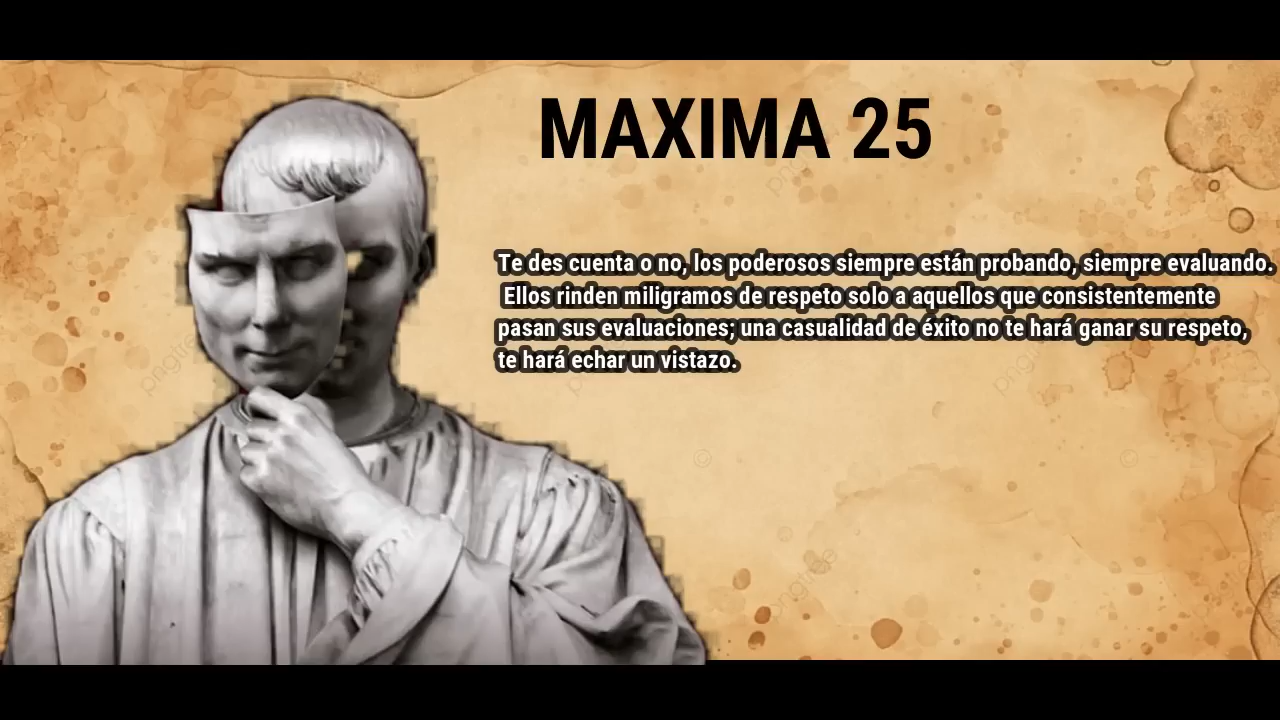 MAXIMA 25
Te des cuenta o no, los poderosos siempre están probando, siempre evaluando.
Ellos rinden miligramos de respeto solo a aquellos que consistentemente
pasan sus evaluaciones; una casualidad de éxito no te hará ganar su respeto,
te hará echar un vistazo.